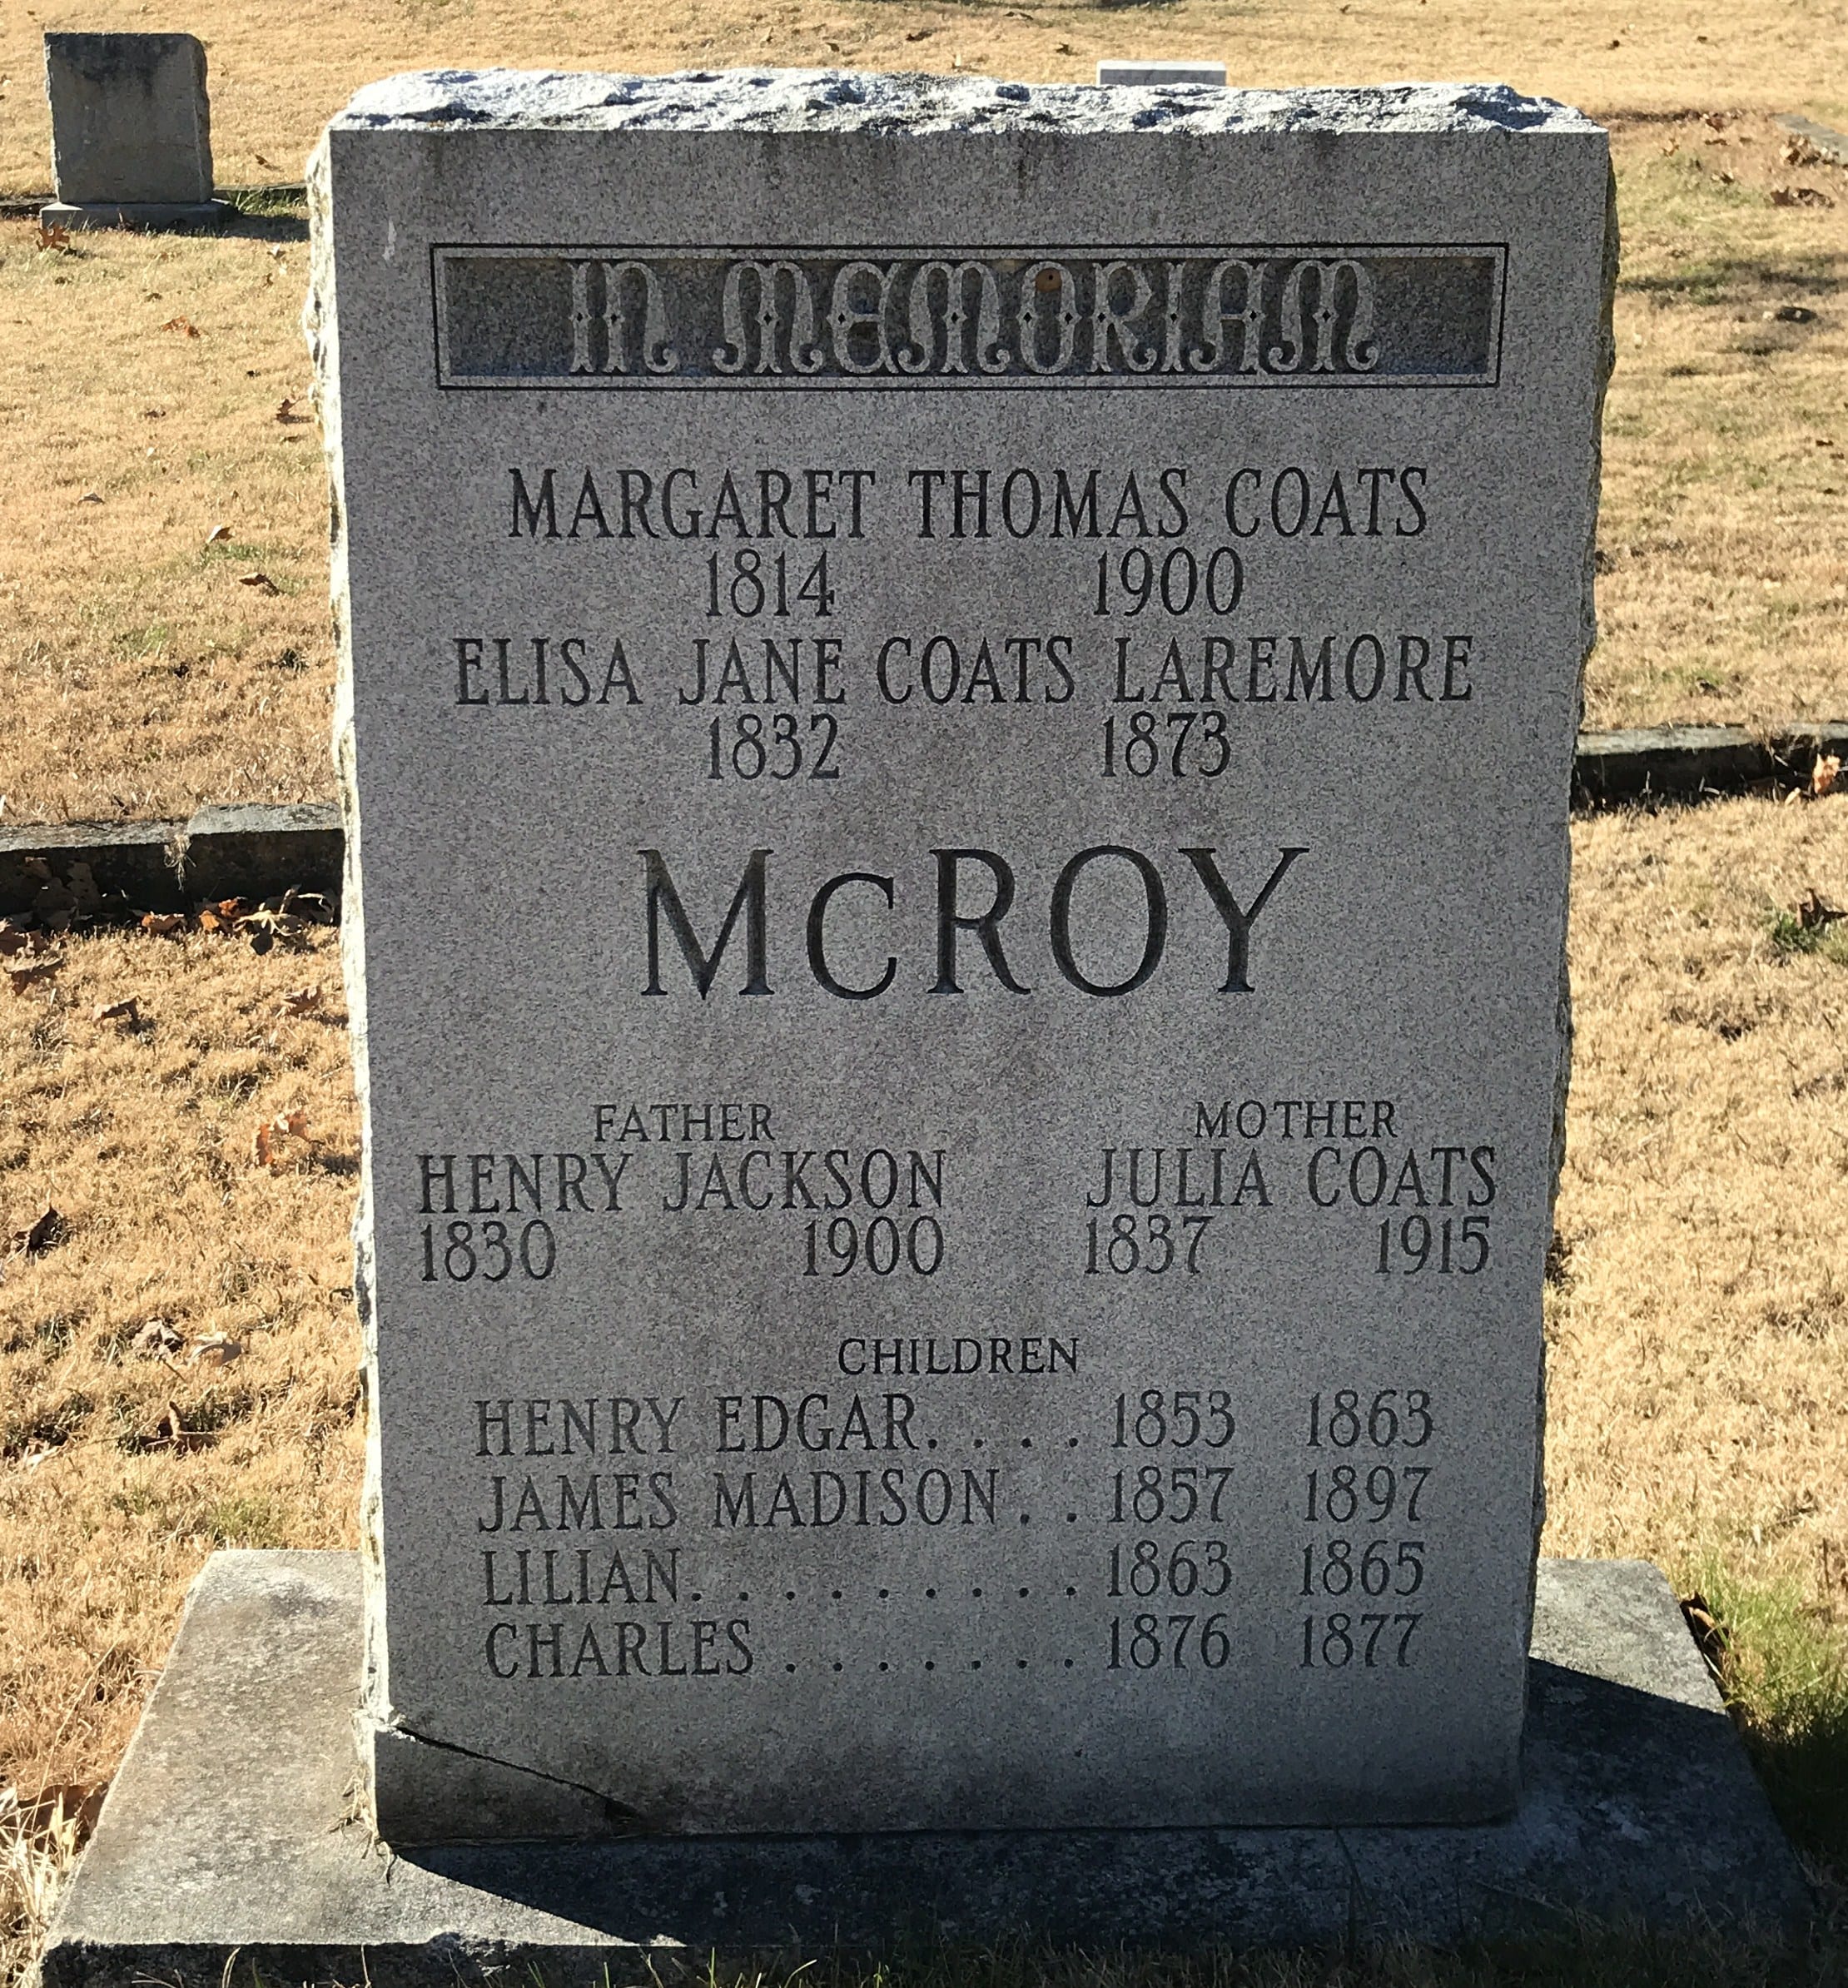 IN MEMORIAM
MARGARET THOMAS COATS
1814 1900
ELISA JANE COATS LAREMORE
1832 1873
McROY
FATHER MOTHER
HENRY JACKSON JULIA COATS
1830 1900 1837 1915
CHILDREN
HENRY EDGAR. . . . 1853 1863
JAMES MADISON . . 1857 1897
LILIAN. . . . . . . . . 1863 1865
CHARLES . . . . . . . 1876 1877